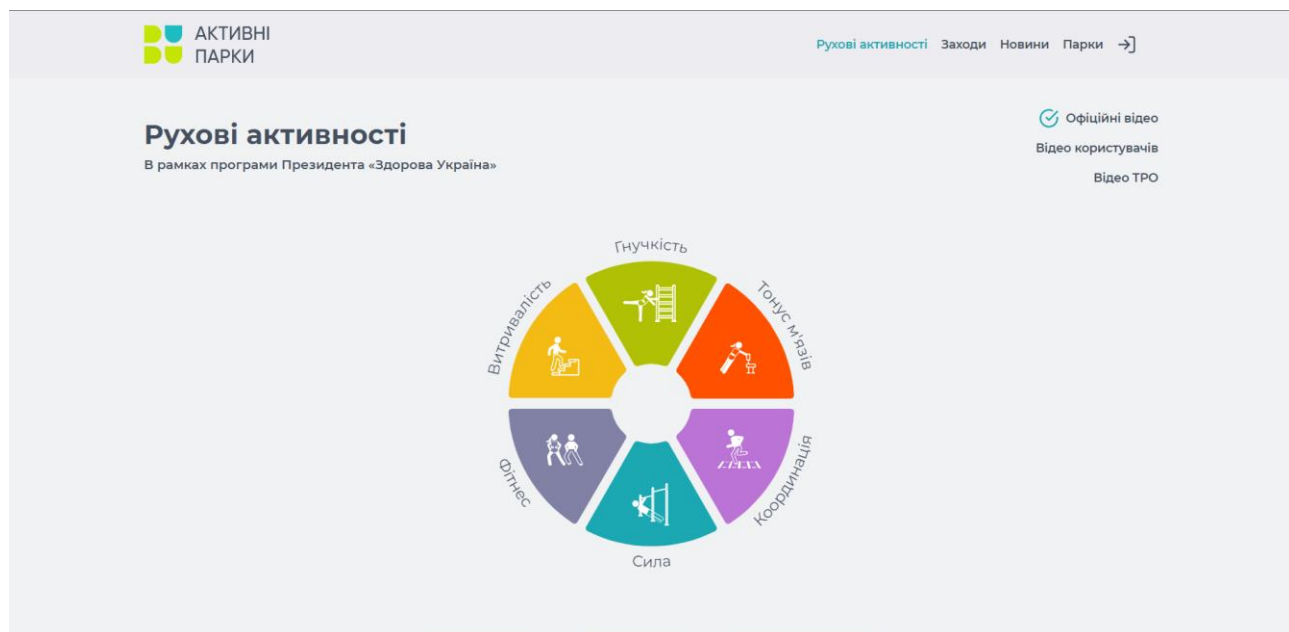 АКТИВНІ
ПАРКИ
Рухові активності Заходи Новини Парки
Рухові активності
В рамках програми Президента «Здорова Україна»
Офіційні відео
Відео користувачів
Відео ТРО
Гнучкість
Тонус м'язів
Координація
Сила
Фітнес
Витривалість